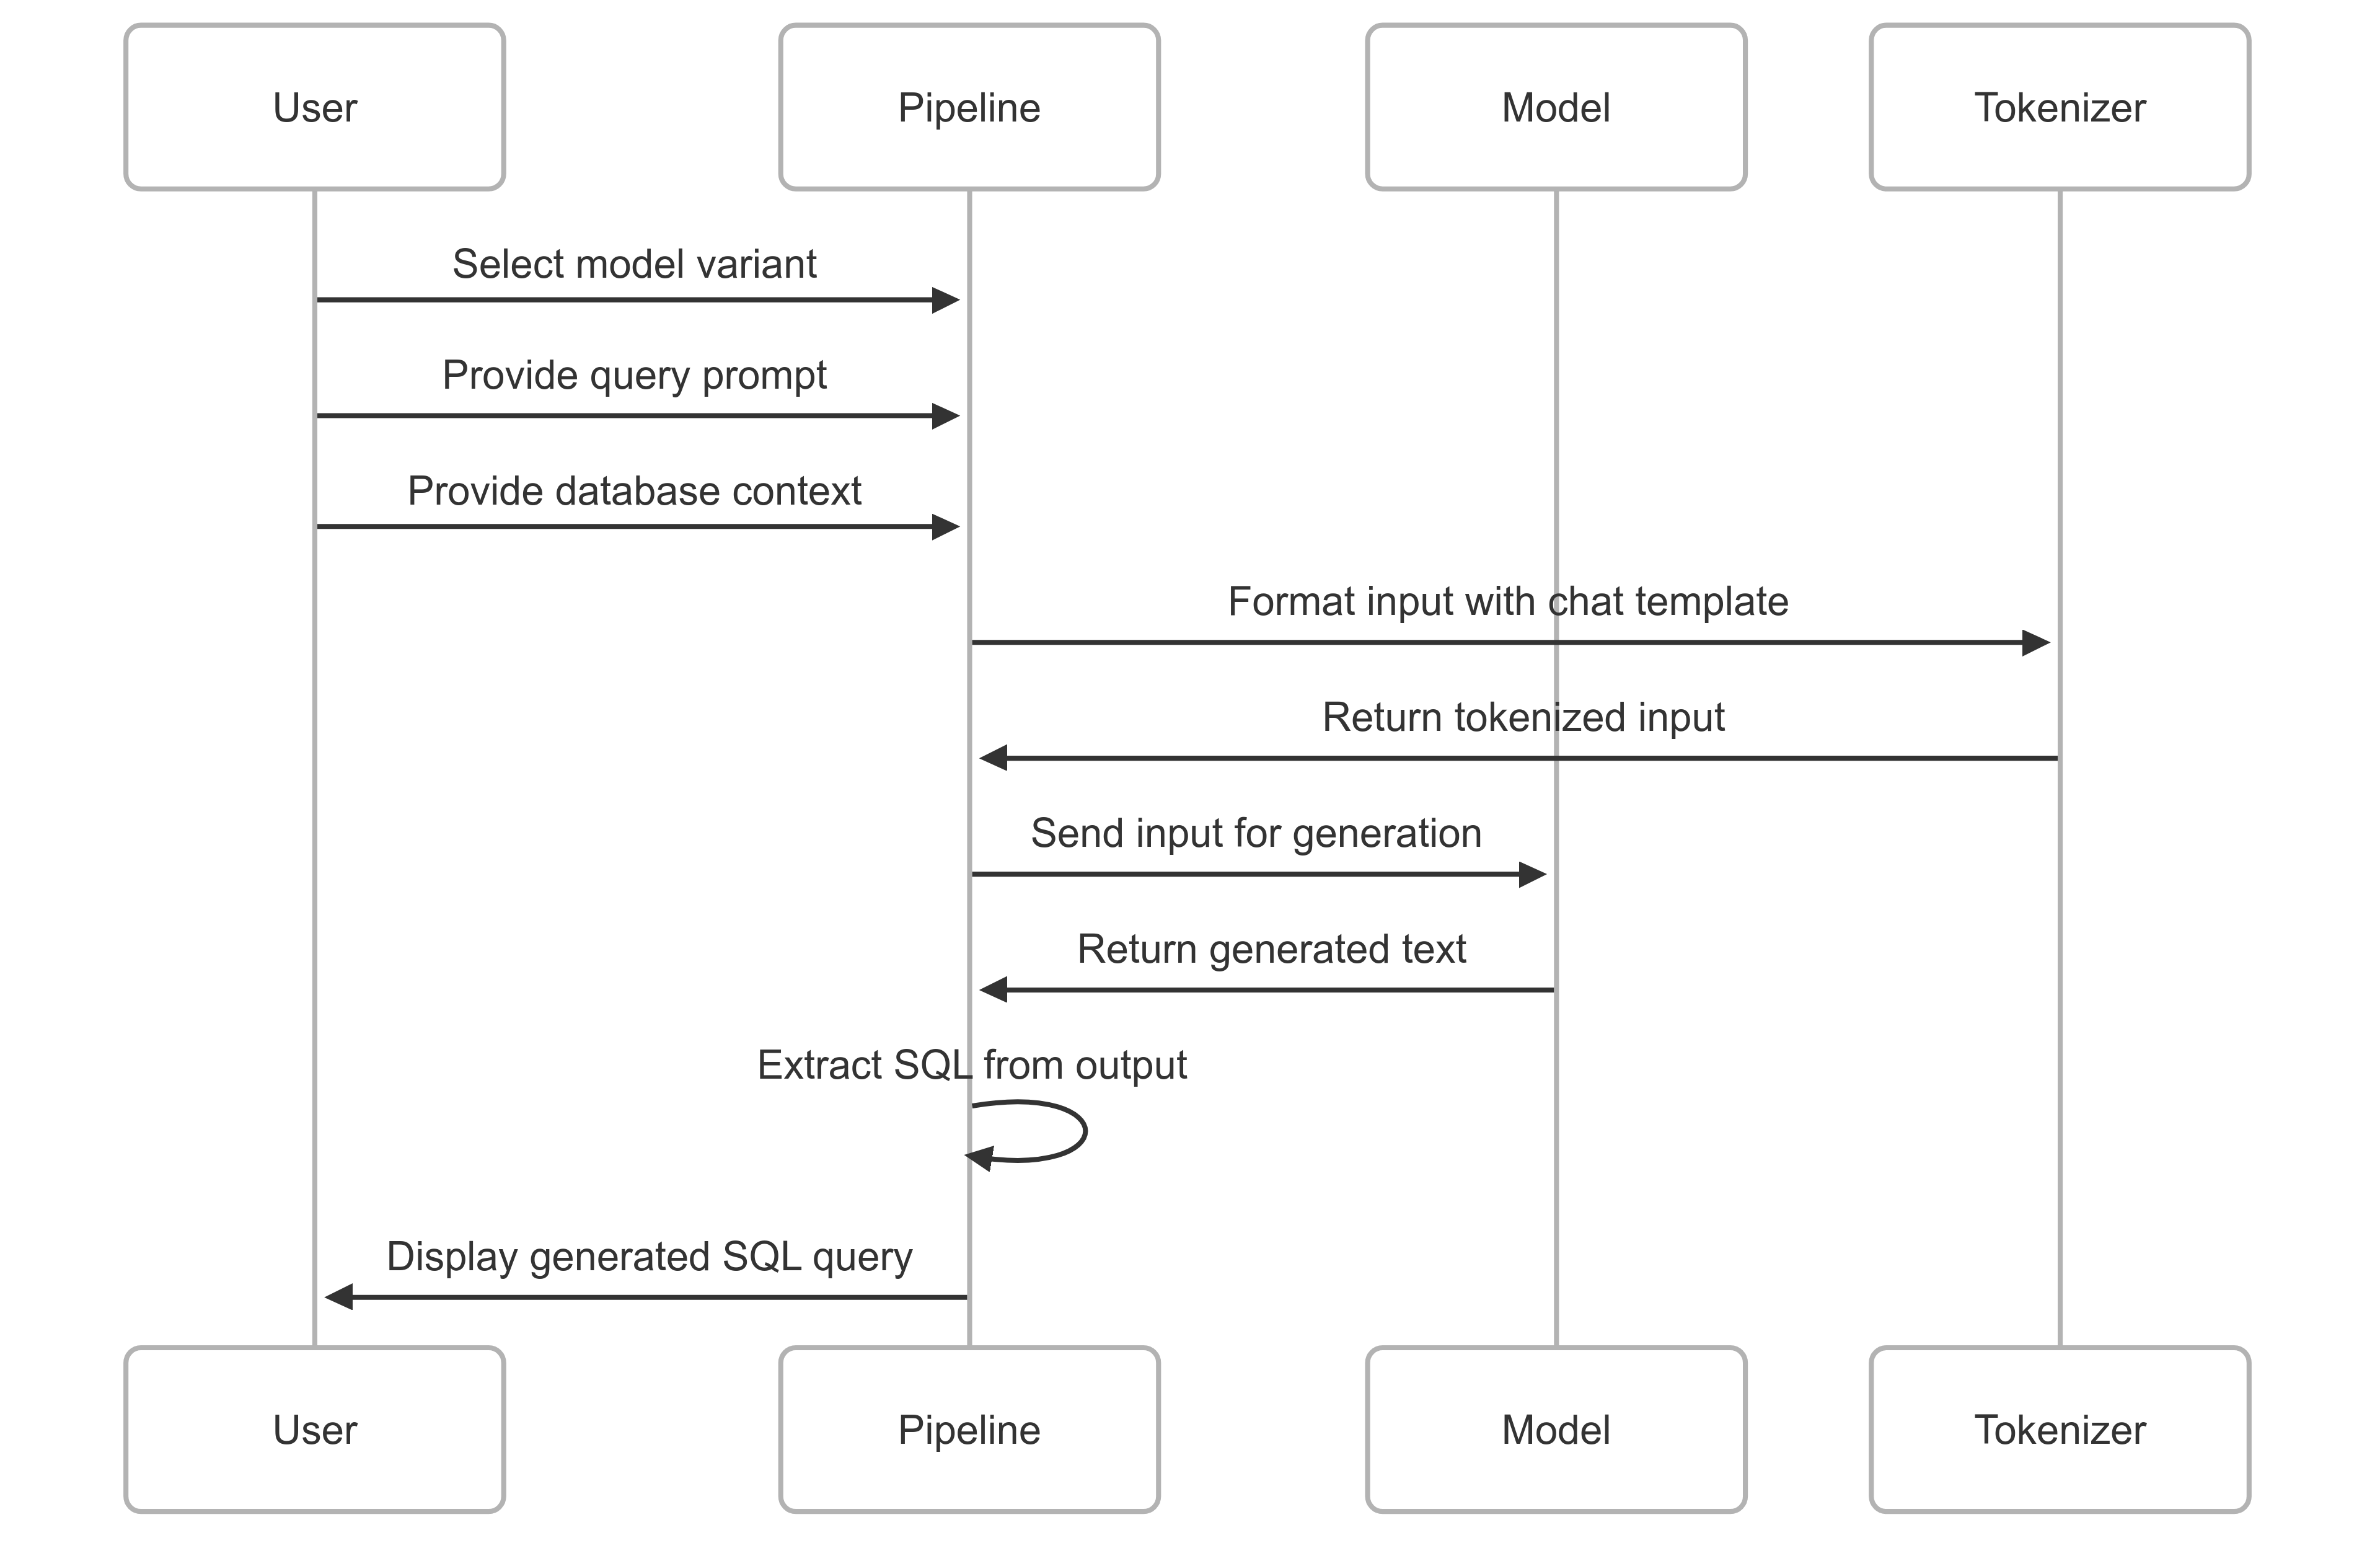 User
Pipeline
Model
Tokenizer
Select model variant
Provide query prompt
Provide database context
Format input with chat template
Return tokenized input
Send input for generation
Return generated text
Extract SQL from output
Display generated SQL query
User
Pipeline
Model
Tokenizer